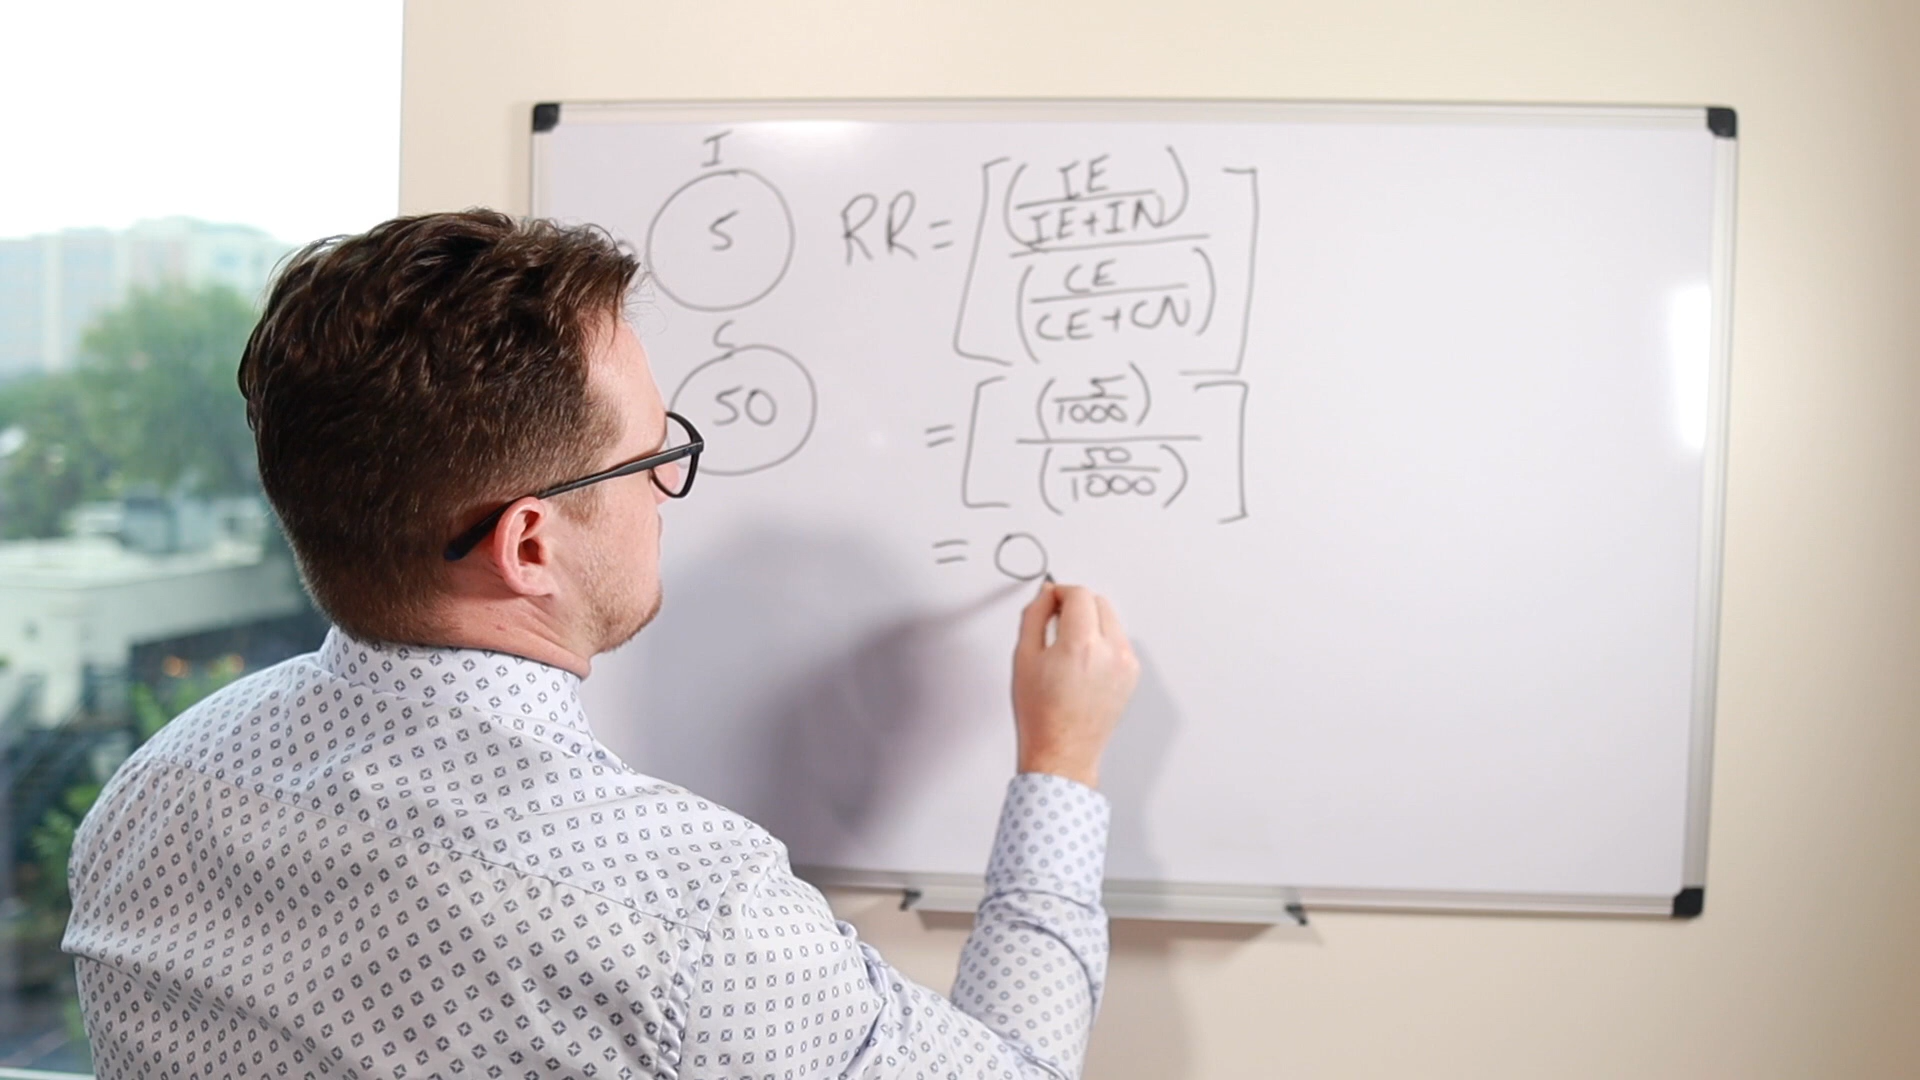 I
5
RR = [(IE/IE+IN)/(CE/CE+CN)]
C
50
= [(5/1000)/(50/1000)]
= 0